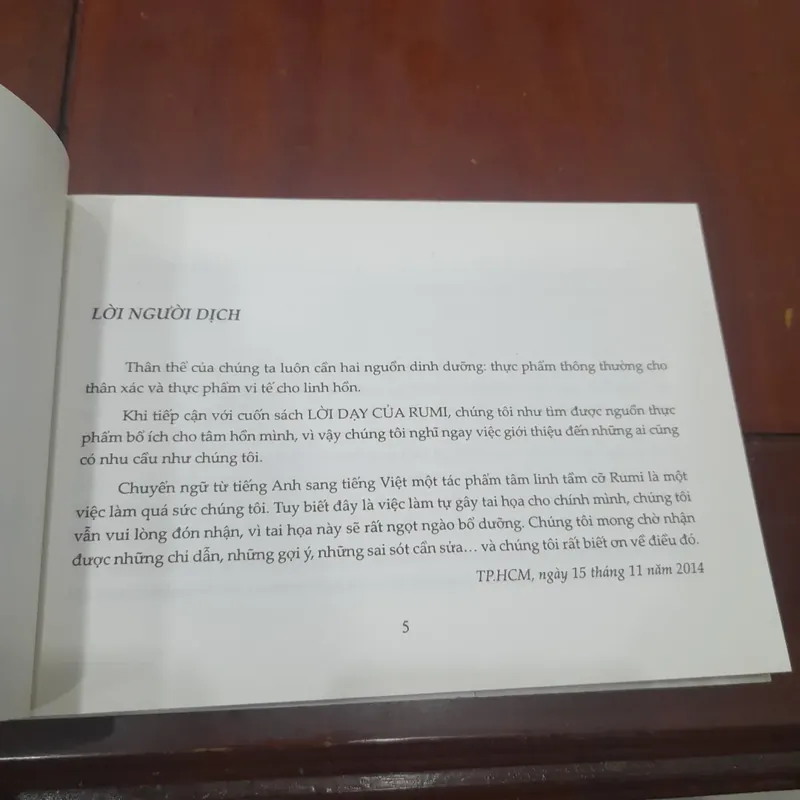 LỜI NGƯỜI DỊCH
Thân thể của chúng ta luôn cần hai nguồn dinh dưỡng: thực phẩm thông thường cho
thân xác và thực phẩm vi tế cho linh hồn.
Khi tiếp cận với cuốn sách LỜI DẠY CỦA RUMI, chúng tôi như tìm được nguồn thực
phẩm bổ ích cho tâm hồn mình, vì vậy chúng tôi nghĩ ngay việc giới thiệu đến những ai cũng
có nhu cầu như chúng tôi.
Chuyển ngữ từ tiếng Anh sang tiếng Việt một tác phẩm tâm linh tầm cỡ Rumi là một
việc làm quá sức chúng tôi. Tuy biết đây là việc làm tự gây tai họa cho chính mình, chúng tôi
vẫn vui lòng đón nhận, vì tai họa này sẽ rất ngọt ngào bổ dưỡng. Chúng tôi mong chờ nhận
được những chỉ dẫn, những gợi ý, những sai sót cần sửa... và chúng tôi rất biết ơn về điều đó.
TP.HCM, ngày 15 tháng 11 năm 2014
5